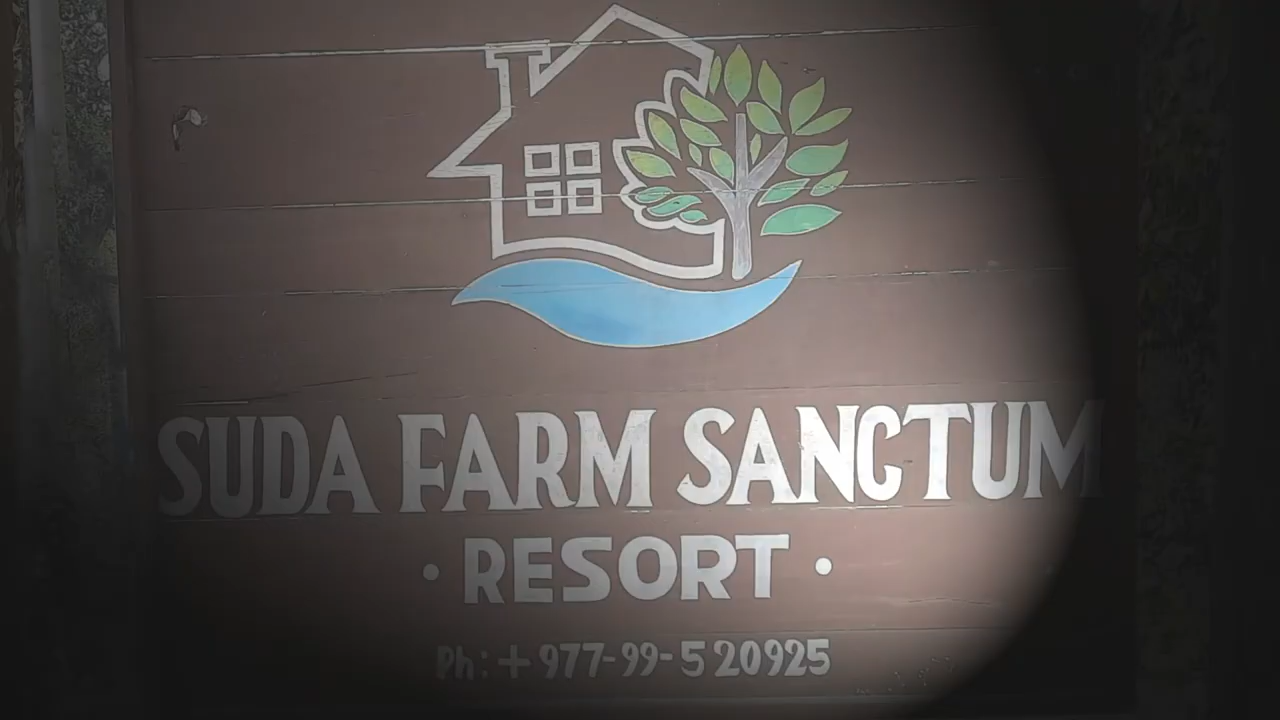 SUDA FARM SANCTUM
• RESORT •
Ph: +977-99-520925